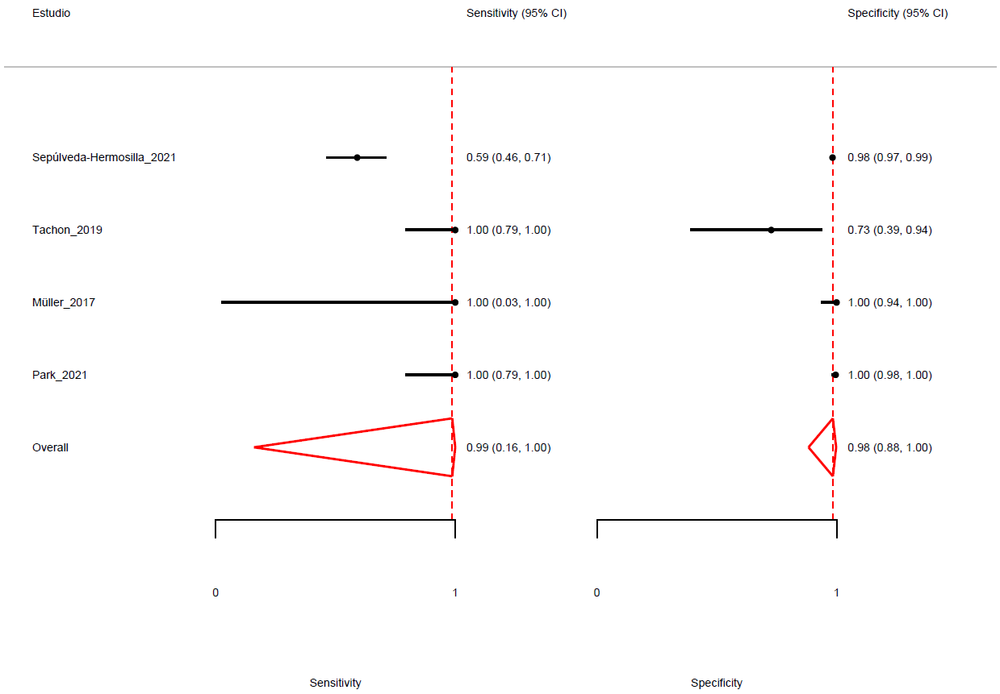 Estudio Sensitivity (95% CI) Specificity (95% CI)
Sepúlveda-Hermosilla_2021 0.59 (0.46, 0.71) 0.98 (0.97, 0.99)
Tachon_2019 1.00 (0.79, 1.00) 0.73 (0.39, 0.94)
Müller_2017 1.00 (0.03, 1.00) 1.00 (0.94, 1.00)
Park_2021 1.00 (0.79, 1.00) 1.00 (0.98, 1.00)
Overall 0.99 (0.16, 1.00) 0.98 (0.88, 1.00)
0 1 0 1
Sensitivity Specificity